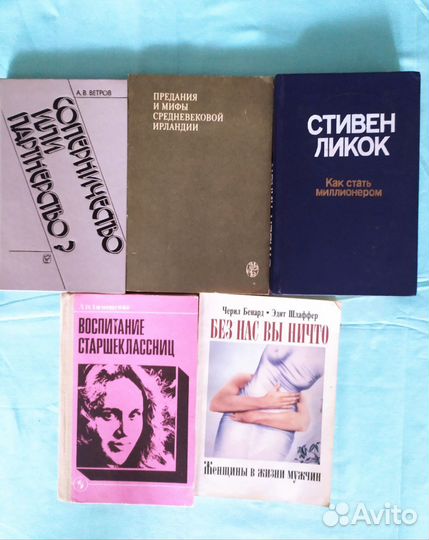 А. В. ВЕТРОВ
СОПЕРНИЧЕСТВО
ИЛИ
ПАРТНЕРСТВО?
ПРЕДАНИЯ
И МИФЫ
СРЕДНЕВЕКОВОЙ
ИРЛАНДИИ
СТИВЕН
ЛИКОК
Как стать
миллионером
ВОСПИТАНИЕ
СТАРШЕКЛАССНИЦ
Черил Бенард • Эдит Шлаффер
БЕЗ НАС ВЫ НИЧТО
Женщины в жизни мужчин
Avito